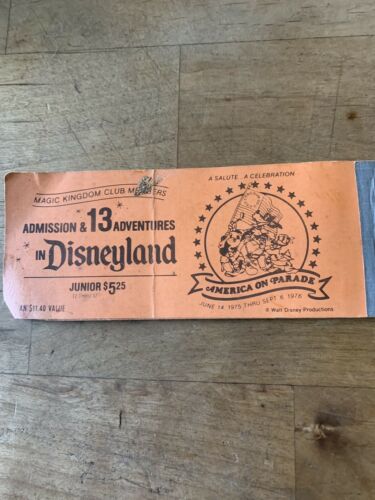 MAGIC KINGDOM CLUB MEMBERS
ADMISSION & 13 ADVENTURES
IN Disneyland
JUNIOR $5.25
AN $11.40 VALUE
A SALUTE A CELEBRATION
AMERICA ON PARADE
JUNE 14, 1975 THRU SEPT 6, 1976
© Walt Disney Productions